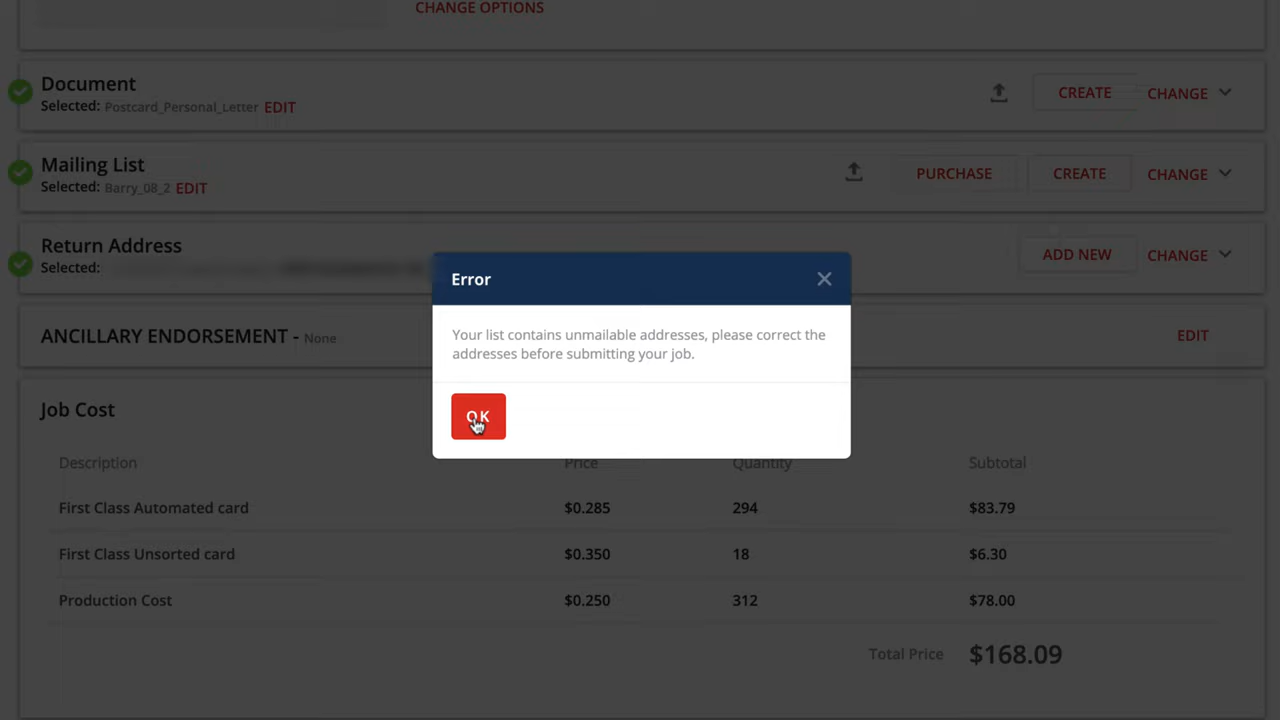 CHANGE OPTIONS
Document
Selected: Postcard_Personal_Letter EDIT
CREATE
CHANGE
Mailing List
Selected: Barry_08_2 EDIT
PURCHASE
CREATE
CHANGE
Return Address
Selected:
ADD NEW
CHANGE
Error
Your list contains unmailable addresses, please correct the
addresses before submitting your job.
OK
ANCILLARY ENDORSEMENT - None
EDIT
Job Cost
Description Price Quantity Subtotal
First Class Automated card $0.285 294 $83.79
First Class Unsorted card $0.350 18 $6.30
Production Cost $0.250 312 $78.00
Total Price $168.09